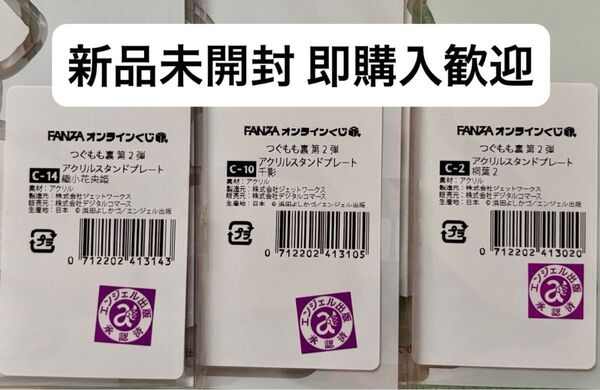 新品未開封 即購入歓迎
FANZA オンラインくじ
つぐもも裏 第2弾
C-14 アクリルスタンドプレート
織小花央姫
素材:アクリル
製造元:株式会社ジェットワークス
販売元:株式会社デジタルコマース
生産地:日本 © 浜田よしかづ/エンジェル出版
プラ
0 712202 413143
エンジェル出版
承認済
FANZA オンラインくじ
つぐもも裏 第2弾
C-10 アクリルスタンドプレート
千影
素材:アクリル
製造元:株式会社ジェットワークス
販売元:株式会社デジタルコマース
生産地:日本 © 浜田よしかづ/エンジェル出版
プラ
0 712202 413105
エンジェル出版
承認済
FANZA オンラインくじ
つぐもも裏 第2弾
C-2 アクリルスタンドプレート
桐葉2
素材:アクリル
製造元:株式会社ジェットワークス
販売元:株式会社デジタルコマース
生産地:日本 © 浜田よしかづ/エンジェル出版
プラ
0 712202 413020
エンジェル出版
承認済